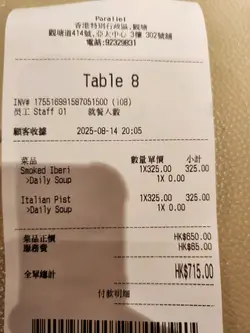 Parallel
香港特別行政區, 觀塘
觀塘道414號, 亞太中心 3樓 302號舖
電話:92329831
Table 8
INV# 1755169915970515​00 (108)
員工 Staff 01 就餐人數
顧客收據 2025-08-14 20:05
菜品 數量單價 小計
Smoked Iberi 1X325.00 325.00
>Daily Soup 1X 0.00
Italian Pist 1X325.00 325.00
>Daily Soup 1X 0.00
菜品正價 HK$650.00
服務費 HK$65.00
全單總計 HK$715.00
付款明細